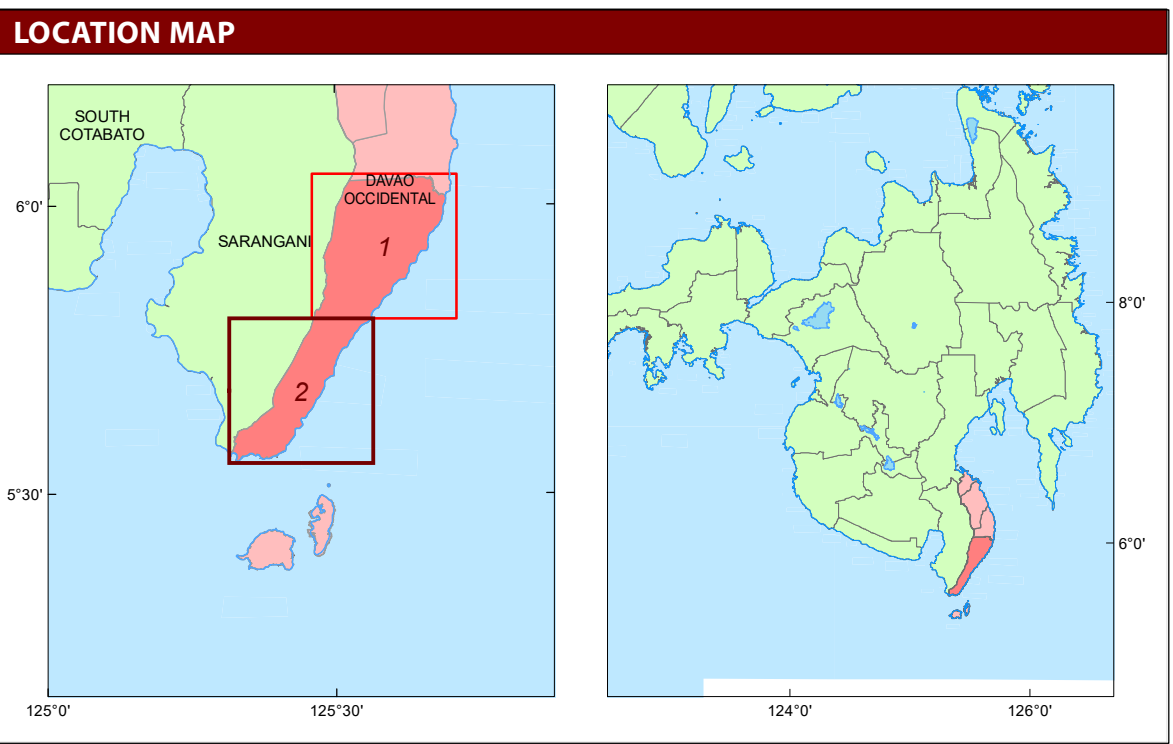 LOCATION MAP
SOUTH
COTABATO
DAVAO
OCCIDENTAL
SARANGANI
1
2
6°0'
5°30'
125°0'
125°30'
8°0'
6°0'
124°0'
126°0'